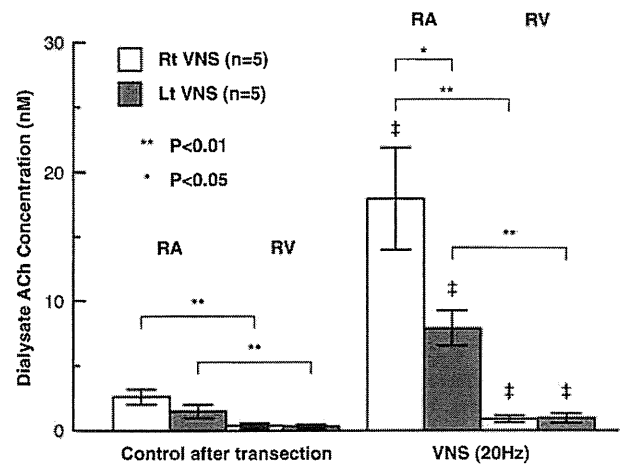 RA RV
30
Rt VNS (n=5)
Lt VNS (n=5)
** P<0.01
* P<0.05
*
**
‡
20
Dialysate ACh Concentration (nM)
RA RV
**
‡
10
**
**
‡ ‡
0
Control after transection VNS (20Hz)